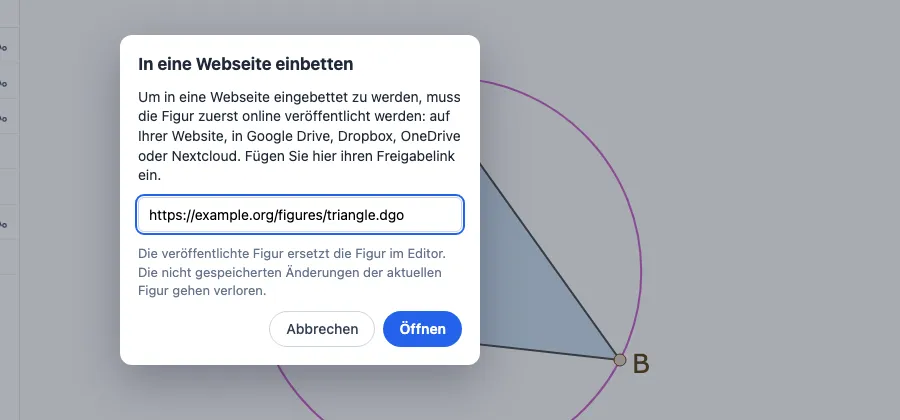 In eine Webseite einbetten
Um in eine Webseite eingebettet zu werden, muss
die Figur zuerst online veröffentlicht werden: auf
Ihrer Website, in Google Drive, Dropbox, OneDrive
oder Nextcloud. Fügen Sie hier ihren Freigabelink
ein.
https://example.org/figures/triangle.dgo
Die veröffentlichte Figur ersetzt die Figur im Editor.
Die nicht gespeicherten Änderungen der aktuellen
Figur gehen verloren.
Abbrechen
Öffnen
B